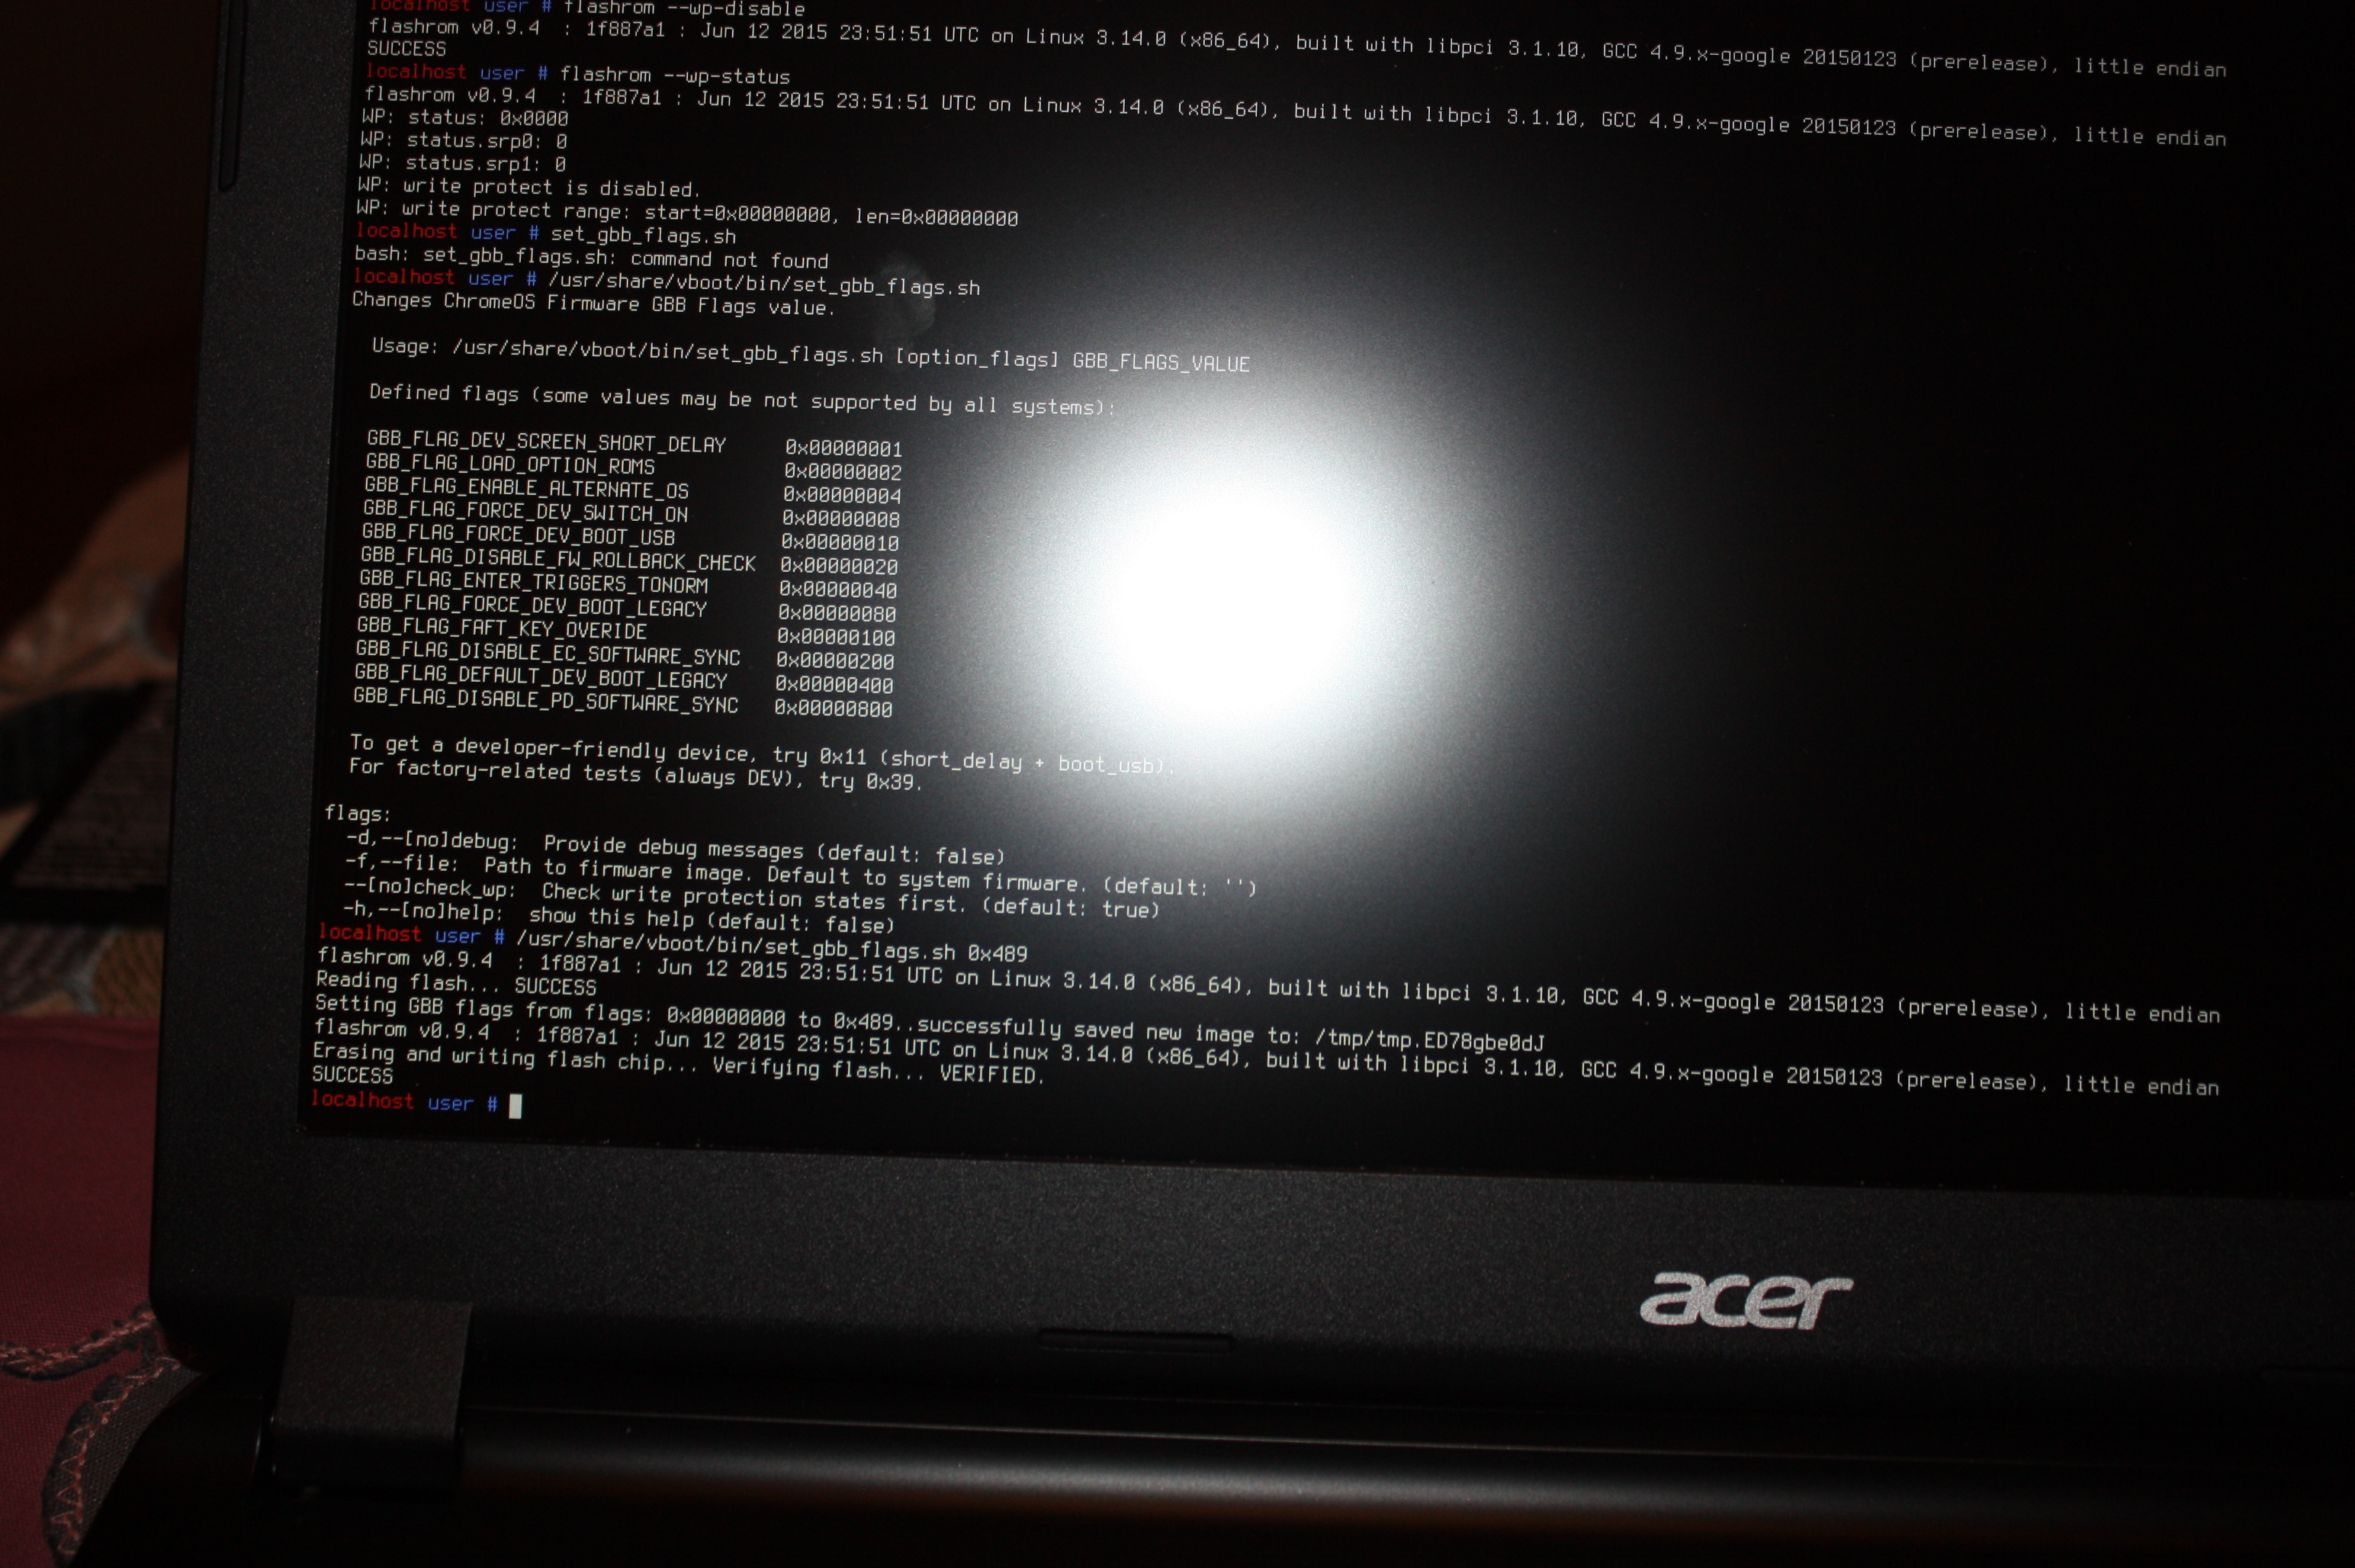 localhost user # flashrom --wp-disable
flashrom v0.9.4  : 1f887a1 : Jun 12 2015 23:51:51 UTC on Linux 3.14.0 (x86_64), built with libpci 3.1.10, GCC 4.9.x-google 20150123 (prerelease), little endian
SUCCESS
localhost user # flashrom --wp-status
flashrom v0.9.4  : 1f887a1 : Jun 12 2015 23:51:51 UTC on Linux 3.14.0 (x86_64), built with libpci 3.1.10, GCC 4.9.x-google 20150123 (prerelease), little endian
WP: status: 0x0000
WP: status.srp0: 0
WP: status.srp1: 0
WP: write protect is disabled.
WP: write protect range: start=0x00000000, len=0x00000000
localhost user # set_gbb_flags.sh
bash: set_gbb_flags.sh: command not found
localhost user # /usr/share/vboot/bin/set_gbb_flags.sh
Changes ChromeOS Firmware GBB Flags value.
Usage: /usr/share/vboot/bin/set_gbb_flags.sh [option_flags] GBB_FLAGS_VALUE
Defined flags (some values may be not supported by all systems):
GBB_FLAG_DEV_SCREEN_SHORT_DELAY 0x00000001
GBB_FLAG_LOAD_OPTION_ROMS 0x00000002
GBB_FLAG_ENABLE_ALTERNATE_OS 0x00000004
GBB_FLAG_FORCE_DEV_SWITCH_ON 0x00000008
GBB_FLAG_FORCE_DEV_BOOT_USB 0x00000010
GBB_FLAG_DISABLE_FW_ROLLBACK_CHECK 0x00000020
GBB_FLAG_ENTER_TRIGGERS_TONORM 0x00000040
GBB_FLAG_FORCE_DEV_BOOT_LEGACY 0x00000080
GBB_FLAG_FAFT_KEY_OVERIDE 0x00000100
GBB_FLAG_DISABLE_EC_SOFTWARE_SYNC 0x00000200
GBB_FLAG_DEFAULT_DEV_BOOT_LEGACY 0x00000400
GBB_FLAG_DISABLE_PD_SOFTWARE_SYNC 0x00000800
To get a developer-friendly device, try 0x11 (short_delay + boot_usb).
For factory-related tests (always DEV), try 0x39.
flags:
-d,--[no]debug:  Provide debug messages (default: false)
-f,--file:  Path to firmware image. Default to system firmware. (default: '')
--[no]check_wp:  Check write protection states first. (default: true)
-h,--[no]help:  show this help (default: false)
localhost user # /usr/share/vboot/bin/set_gbb_flags.sh 0x489
flashrom v0.9.4  : 1f887a1 : Jun 12 2015 23:51:51 UTC on Linux 3.14.0 (x86_64), built with libpci 3.1.10, GCC 4.9.x-google 20150123 (prerelease), little endian
Reading flash... SUCCESS
Setting GBB flags from flags: 0x00000000 to 0x489..successfully saved new image to: /tmp/tmp.ED78gbe0dJ
flashrom v0.9.4  : 1f887a1 : Jun 12 2015 23:51:51 UTC on Linux 3.14.0 (x86_64), built with libpci 3.1.10, GCC 4.9.x-google 20150123 (prerelease), little endian
Erasing and writing flash chip... Verifying flash... VERIFIED.
SUCCESS
localhost user #
acer